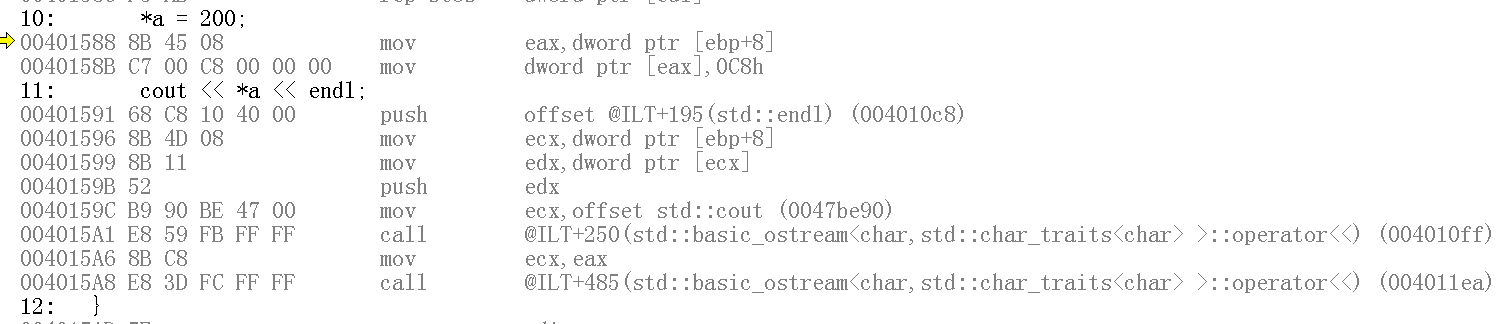 10:     *a = 200;
00401588 8B 45 08             mov         eax,dword ptr [ebp+8]
0040158B C7 00 C8 00 00 00    mov         dword ptr [eax],0C8h
11:     cout << *a << endl;
00401591 68 C8 10 40 00       push        offset @ILT+195(std::endl) (004010c8)
00401596 8B 4D 08             mov         ecx,dword ptr [ebp+8]
00401599 8B 11                mov         edx,dword ptr [ecx]
0040159B 52                   push        edx
0040159C B9 90 BE 47 00       mov         ecx,offset std::cout (0047be90)
004015A1 E8 59 FB FF FF       call        @ILT+250(std::basic_ostream<char,std::char_traits<char> >::operator<<) (004010ff)
004015A6 8B C8                mov         ecx,eax
004015A8 E8 3D FC FF FF       call        @ILT+485(std::basic_ostream<char,std::char_traits<char> >::operator<<) (004011ea)
12:  }